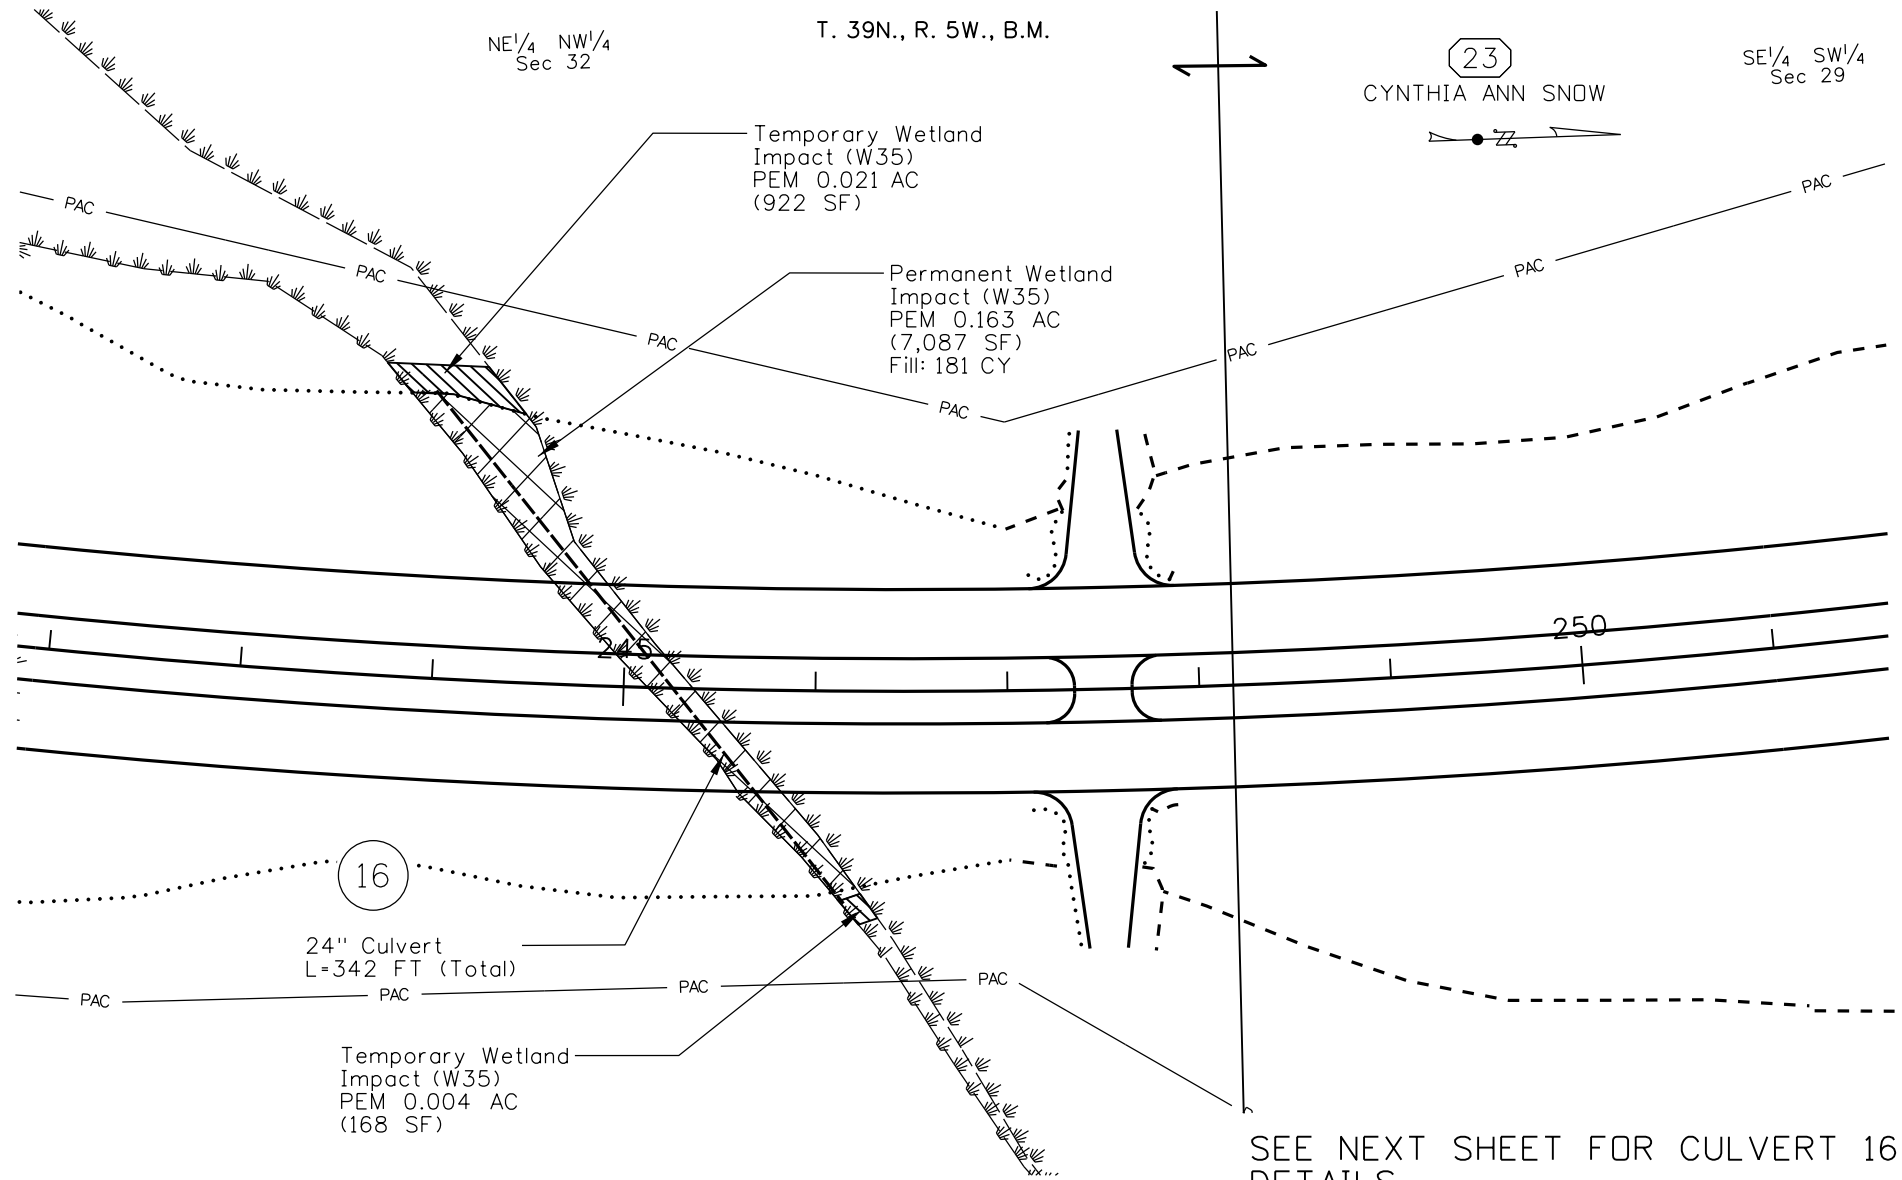 T. 39N., R. 5W., B.M.
NE1/4 NW1/4
Sec 32
23
CYNTHIA ANN SNOW
SE1/4 SW1/4
Sec 29
N
Temporary Wetland
Impact (W35)
PEM 0.021 AC
(922 SF)
PAC
PAC
PAC
PAC
PAC
PAC
PAC
Permanent Wetland
Impact (W35)
PEM 0.163 AC
(7,087 SF)
Fill: 181 CY
245
250
16
24" Culvert
L=342 FT (Total)
PAC
PAC
PAC
PAC
Temporary Wetland
Impact (W35)
PEM 0.004 AC
(168 SF)
SEE NEXT SHEET FOR CULVERT 16
DETAILS